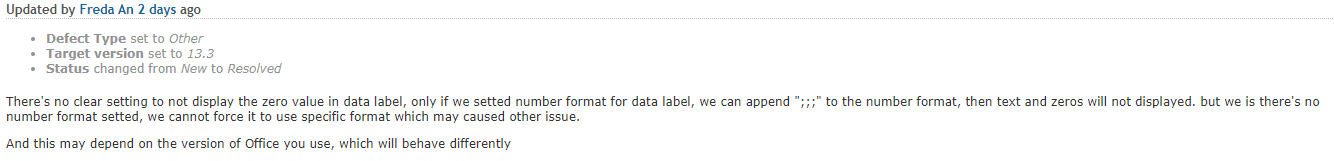 Updated by Freda An 2 days ago
• Defect Type set to Other
• Target version set to 13.3
• Status changed from New to Resolved
There's no clear setting to not display the zero value in data label, only if we setted number format for data label, we can append ";;;" to the number format, then text and zeros will not displayed. but we is there's no
number format setted, we cannot force it to use specific format which may caused other issue.
And this may depend on the version of Office you use, which will behave differently